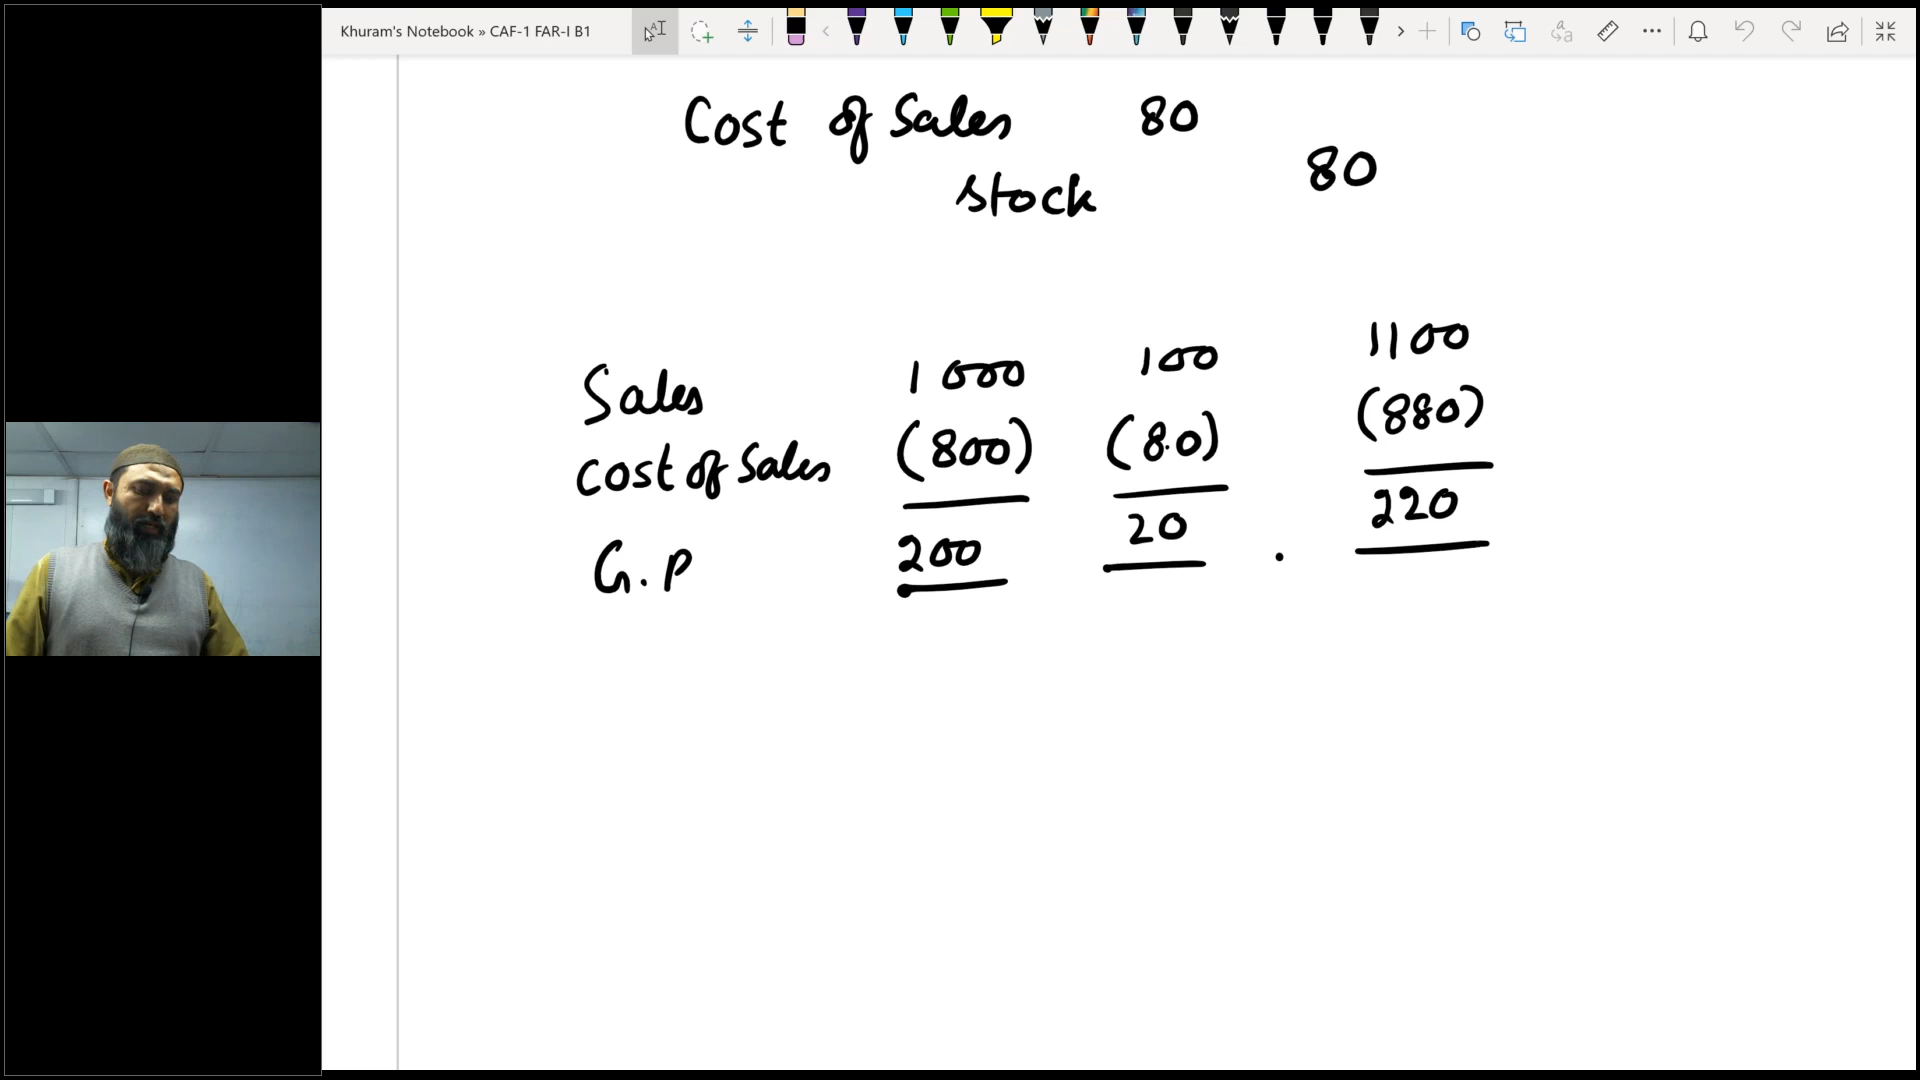 Khuram's Notebook » CAF-1 FAR-I B1
Cost of Sales 80
stock 80
Sales 1000 100 1100
cost of Sales (800) (80) (880)
G.P 200 20 220